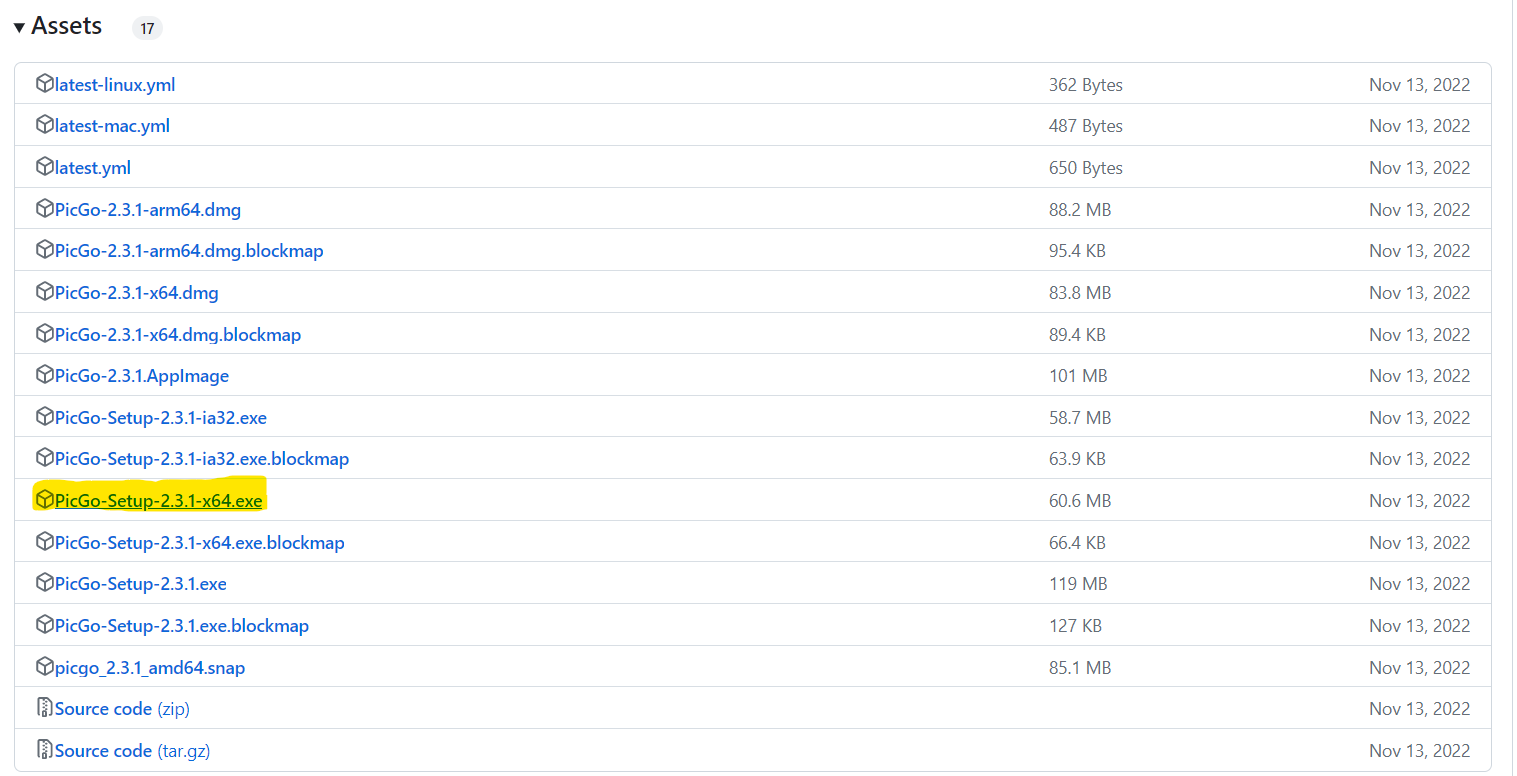 Assets 17
latest-linux.yml 362 Bytes Nov 13, 2022
latest-mac.yml 487 Bytes Nov 13, 2022
latest.yml 650 Bytes Nov 13, 2022
PicGo-2.3.1-arm64.dmg 88.2 MB Nov 13, 2022
PicGo-2.3.1-arm64.dmg.blockmap 95.4 KB Nov 13, 2022
PicGo-2.3.1-x64.dmg 83.8 MB Nov 13, 2022
PicGo-2.3.1-x64.dmg.blockmap 89.4 KB Nov 13, 2022
PicGo-2.3.1.AppImage 101 MB Nov 13, 2022
PicGo-Setup-2.3.1-ia32.exe 58.7 MB Nov 13, 2022
PicGo-Setup-2.3.1-ia32.exe.blockmap 63.9 KB Nov 13, 2022
PicGo-Setup-2.3.1-x64.exe 60.6 MB Nov 13, 2022
PicGo-Setup-2.3.1-x64.exe.blockmap 66.4 KB Nov 13, 2022
PicGo-Setup-2.3.1.exe 119 MB Nov 13, 2022
PicGo-Setup-2.3.1.exe.blockmap 127 KB Nov 13, 2022
picgo_2.3.1_amd64.snap 85.1 MB Nov 13, 2022
Source code (zip) Nov 13, 2022
Source code (tar.gz) Nov 13, 2022